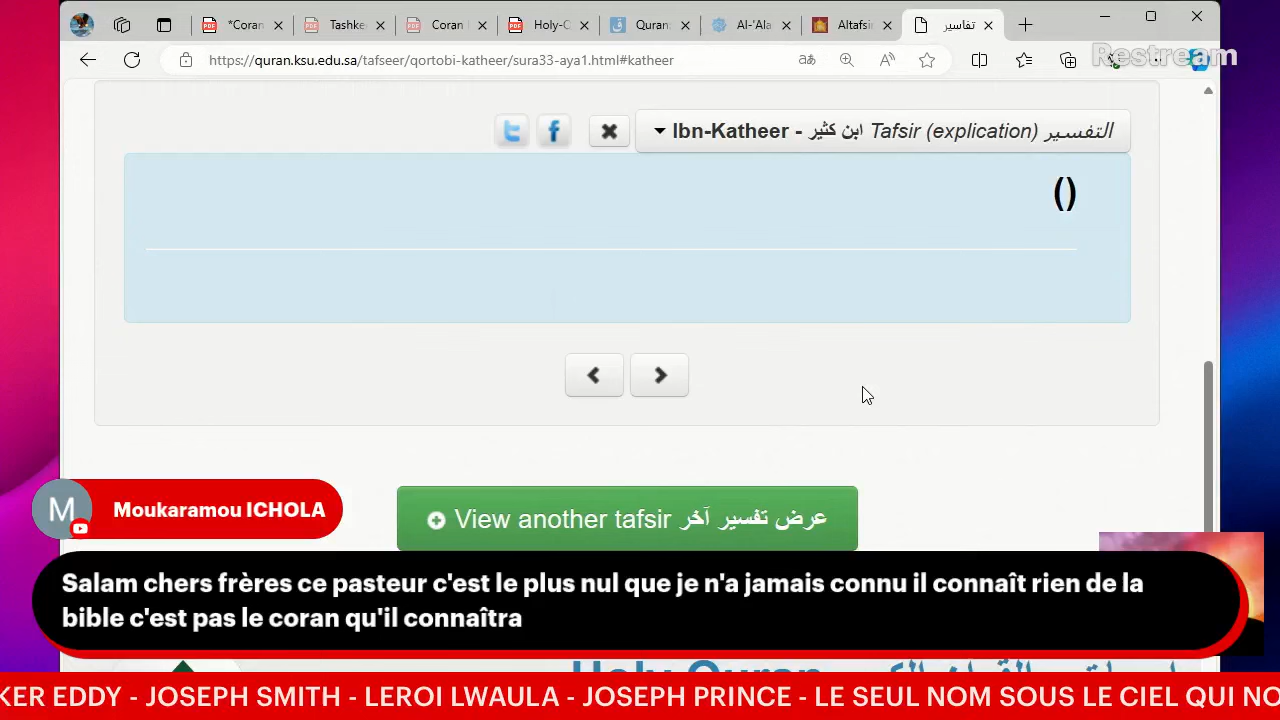 *Coran
Tashke
Coran
Holy-C
Quran
Al-'Ala
Altafsir
تفاسير
https://quran.ksu.edu.sa/tafseer/qortobi-katheer/sura33-aya1.html#katheer
Restream
Ibn-Katheer - ابن كثير Tafsir (explication) التفسير
()
View another tafsir عرض تفسير آخر
M
Moukaramou ICHOLA
Salam chers frères ce pasteur c'est le plus nul que je n'a jamais connu il connaît rien de la
bible c'est pas le coran qu'il connaîtra
Holy Quran
KER EDDY - JOSEPH SMITH - LEROI LWAULA - JOSEPH PRINCE - LE SEUL NOM SOUS LE CIEL QUI NO